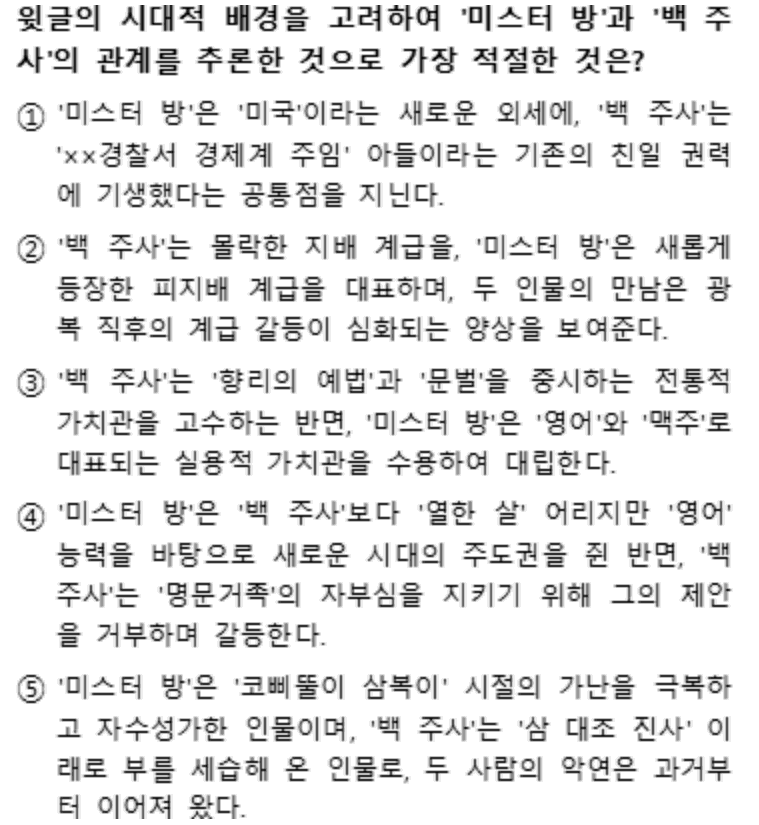 윗글의 시대적 배경을 고려하여 '미스터 방'과 '백 주
사'의 관계를 추론한 것으로 가장 적절한 것은?
① '미스터 방'은 '미국'이라는 새로운 외세에, '백 주사'는
'××경찰서 경제계 주임' 아들이라는 기존의 친일 권력
에 기생했다는 공통점을 지닌다.
② '백 주사'는 몰락한 지배 계급을, '미스터 방'은 새롭게
등장한 피지배 계급을 대표하며, 두 인물의 만남은 광
복 직후의 계급 갈등이 심화되는 양상을 보여준다.
③ '백 주사'는 '향리의 예법'과 '문벌'을 중시하는 전통적
가치관을 고수하는 반면, '미스터 방'은 '영어'와 '맥주'로
대표되는 실용적 가치관을 수용하여 대립한다.
④ '미스터 방'은 '백 주사'보다 '열한 살' 어리지만 '영어'
능력을 바탕으로 새로운 시대의 주도권을 쥔 반면, '백
주사'는 '명문거족'의 자부심을 지키기 위해 그의 제안
을 거부하며 갈등한다.
⑤ '미스터 방'은 '코삐뚤이 삼복이' 시절의 가난을 극복하
고 자수성가한 인물이며, '백 주사'는 '삼 대조 진사' 이
래로 부를 세습해 온 인물로, 두 사람의 악연은 과거부
터 이어져 왔다.